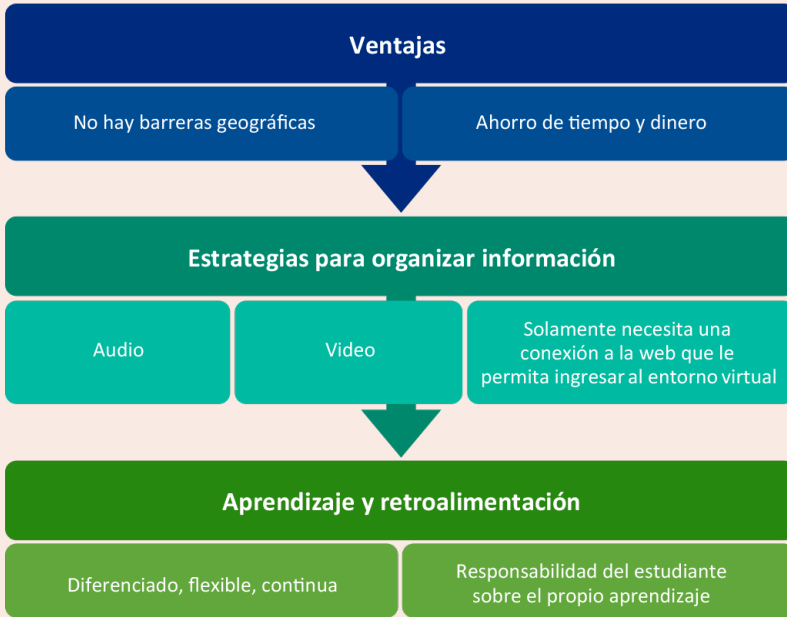 Ventajas
No hay barreras geográficas
Ahorro de tiempo y dinero
Estrategias para organizar información
Audio
Video
Solamente necesita una
conexión a la web que le
permita ingresar al entorno virtual
Aprendizaje y retroalimentación
Diferenciado, flexible, continua
Responsabilidad del estudiante
sobre el propio aprendizaje